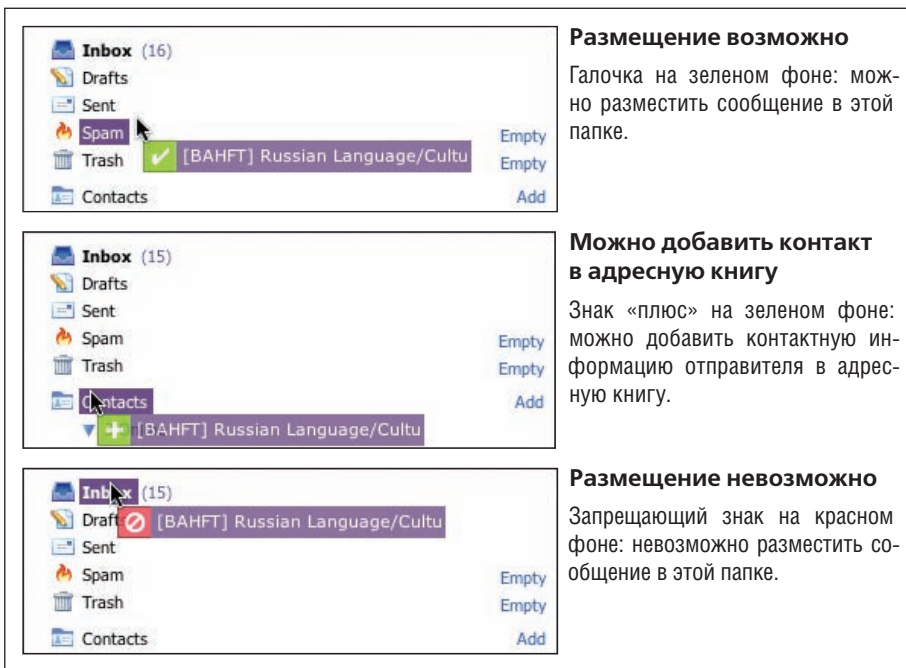 Inbox (16)
Drafts
Sent
Spam
Empty
Trash
[BAHFT] Russian Language/Cultu
Empty
Contacts
Add
Размещение возможно
Галочка на зеленом фоне: мож-
но разместить сообщение в этой
папке.
Inbox (15)
Drafts
Sent
Spam
Empty
Trash
Empty
Contacts
Add
[BAHFT] Russian Language/Cultu
Можно добавить контакт
в адресную книгу
Знак «плюс» на зеленом фоне:
можно добавить контактную ин-
формацию отправителя в адрес-
ную книгу.
Inbox (15)
Draft
[BAHFT] Russian Language/Cultu
Sent
Spam
Empty
Trash
Empty
Contacts
Add
Размещение невозможно
Запрещающий знак на красном
фоне: невозможно разместить со-
общение в этой папке.